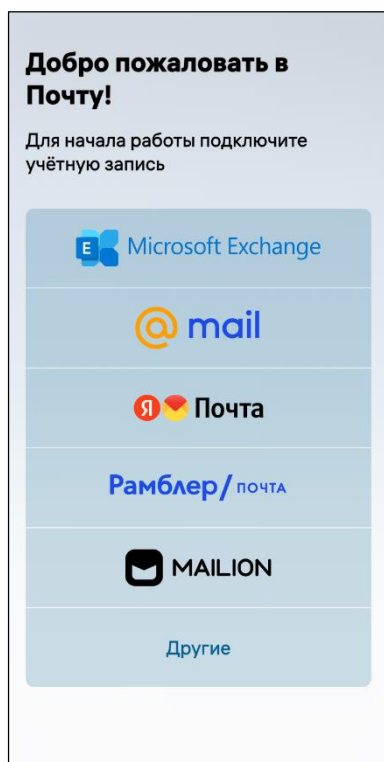 Добро пожаловать в
Почту!
Для начала работы подключите
учётную запись
E Microsoft Exchange
@ mail
Я Почта
Рамблер/ почта
MAILION
Другие